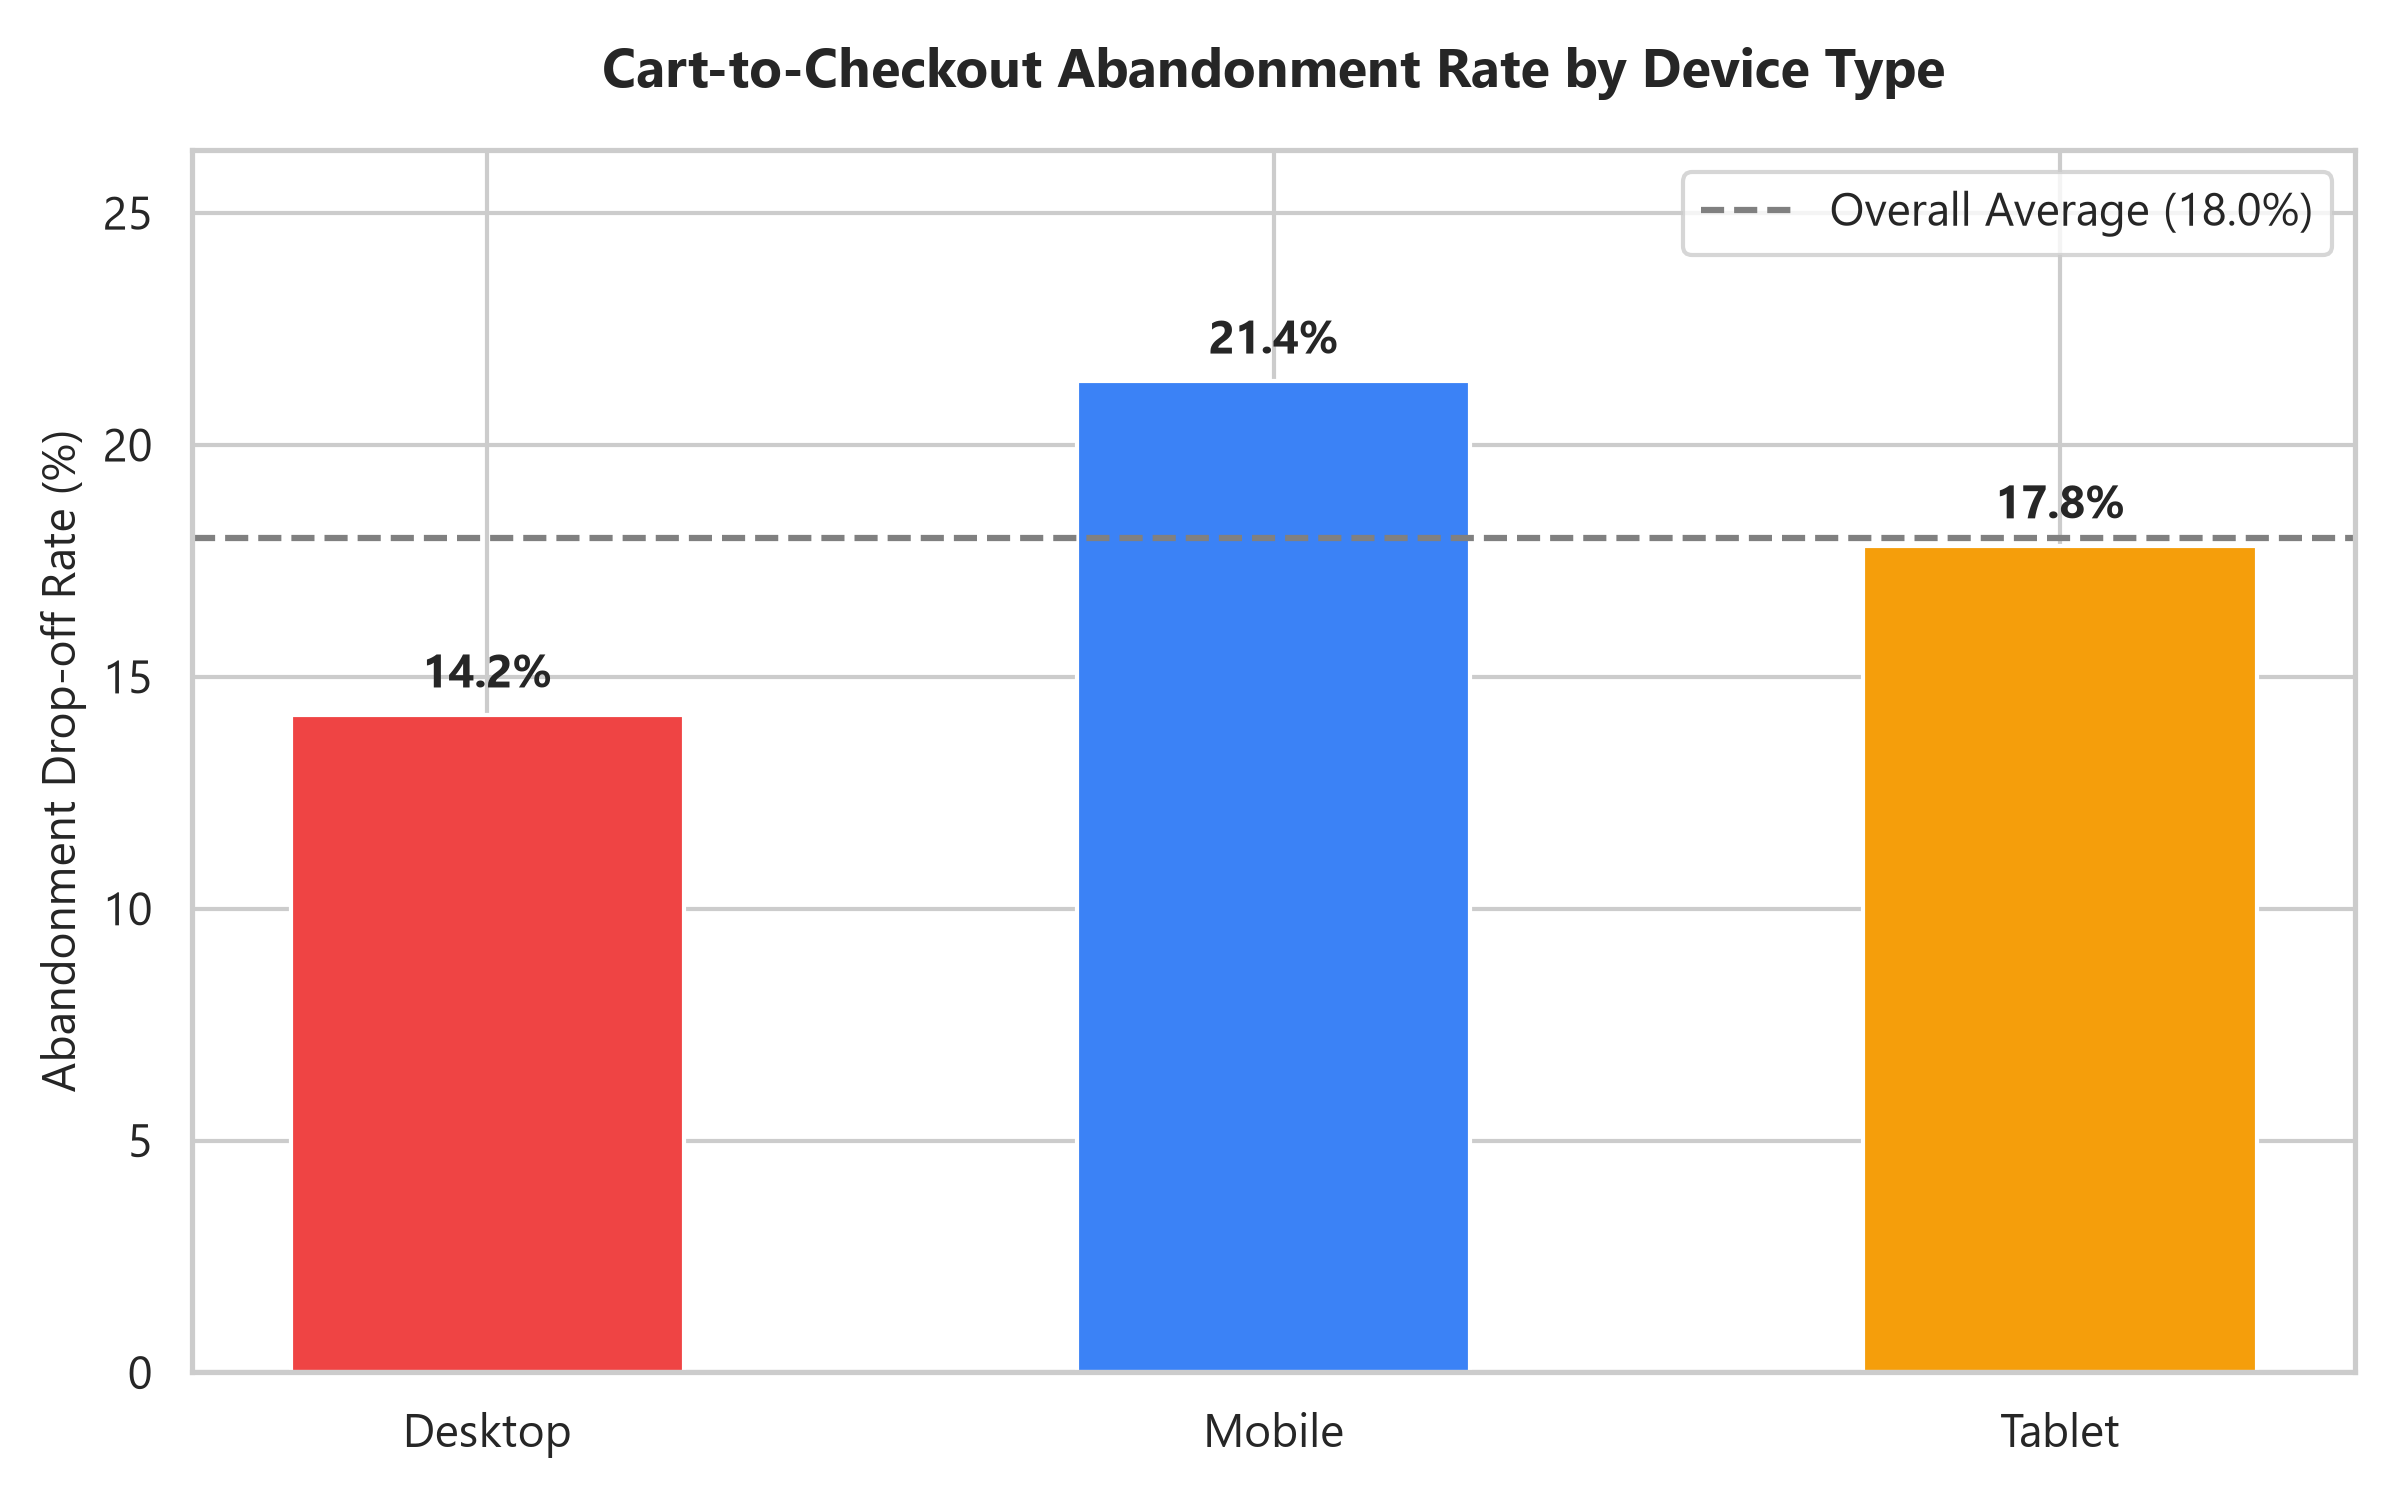 Cart-to-Checkout Abandonment Rate by Device Type
Abandonment Drop-off Rate (%)
25
20
15
10
5
0
Overall Average (18.0%)
14.2%
21.4%
17.8%
Desktop
Mobile
Tablet